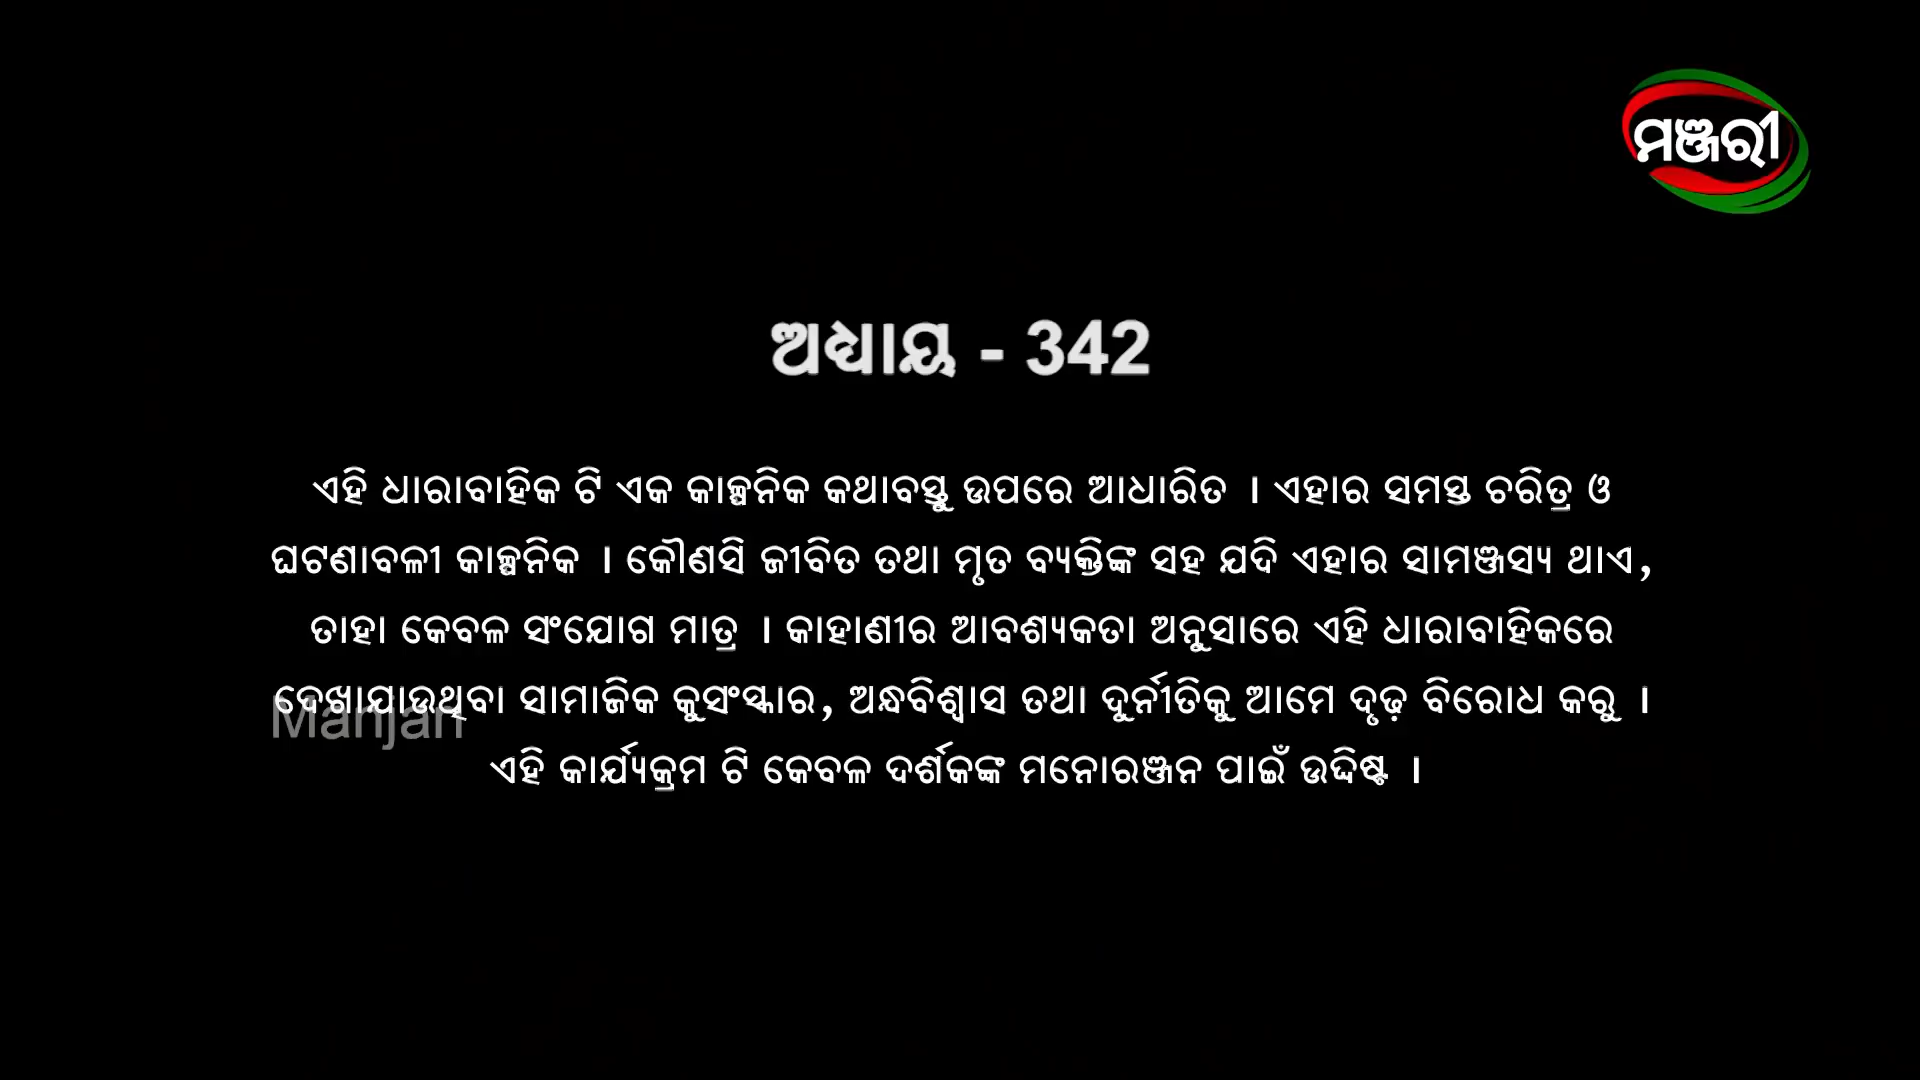 ମଞ୍ଜରୀ
ଅଧ୍ୟାୟ - 342
ଏହି ଧାରାବାହିକ ଟି ଏକ କାଳ୍ପନିକ କଥାବସ୍ତୁ ଉପରେ ଆଧାରିତ । ଏହାର ସମସ୍ତ ଚରିତ୍ର ଓ
ଘଟଣାବଳୀ କାଳ୍ପନିକ । କୌଣସି ଜୀବିତ ତଥା ମୃତ ବ୍ୟକ୍ତିଙ୍କ ସହ ଯଦି ଏହାର ସାମଞ୍ଜସ୍ୟ ଥାଏ,
ତାହା କେବଳ ସଂଯୋଗ ମାତ୍ର । କାହାଣୀର ଆବଶ୍ୟକତା ଅନୁସାରେ ଏହି ଧାରାବାହିକରେ
ଦେଖାଯାଉଥିବା ସାମାଜିକ କୁସଂସ୍କାର, ଅନ୍ଧବିଶ୍ୱାସ ତଥା ଦୁର୍ନୀତିକୁ ଆମେ ଦୃଢ଼ ବିରୋଧ କରୁ ।
Manjari
ଏହି କାର୍ଯ୍ୟକ୍ରମ ଟି କେବଳ ଦର୍ଶକଙ୍କ ମନୋରଞ୍ଜନ ପାଇଁ ଉଦ୍ଦିଷ୍ଟ ।